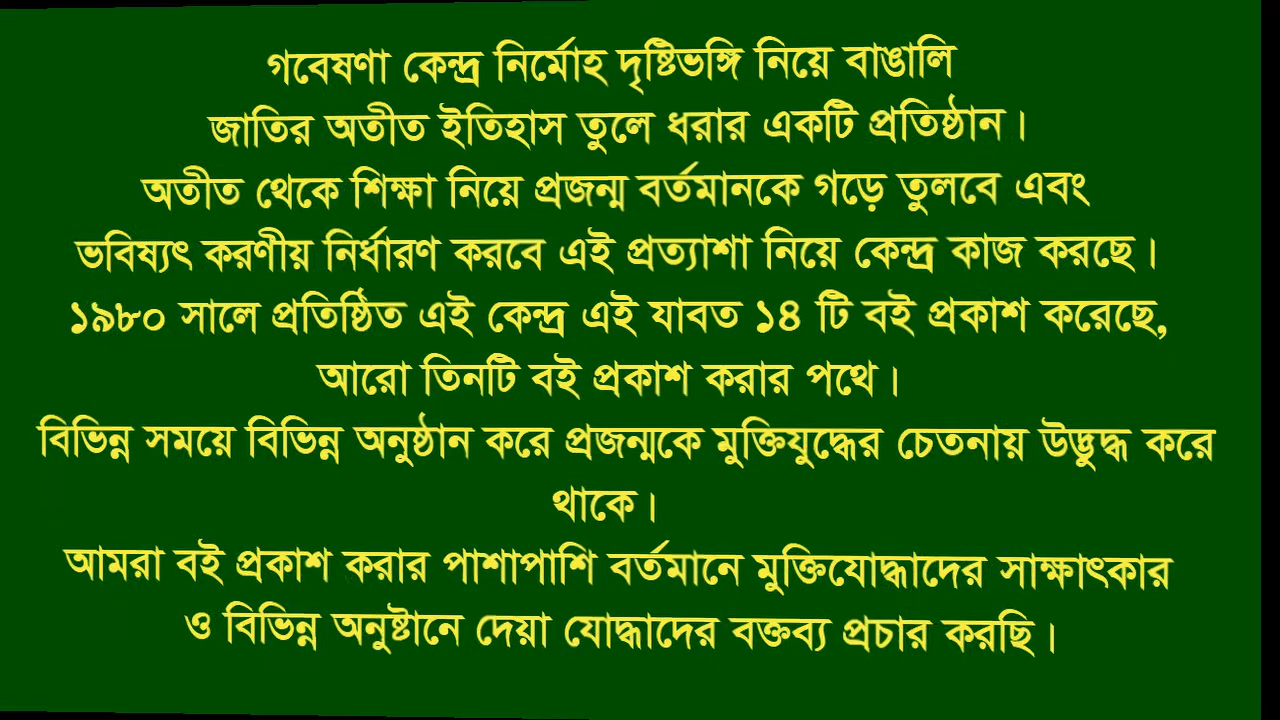 গবেষণা কেন্দ্র নির্মোহ দৃষ্টিভঙ্গি নিয়ে বাঙালি
জাতির অতীত ইতিহাস তুলে ধরার একটি প্রতিষ্ঠান।
অতীত থেকে শিক্ষা নিয়ে প্রজন্ম বর্তমানকে গড়ে তুলবে এবং
ভবিষ্যৎ করণীয় নির্ধারণ করবে এই প্রত্যাশা নিয়ে কেন্দ্র কাজ করছে।
১৯৮০ সালে প্রতিষ্ঠিত এই কেন্দ্র এই যাবত ১৪ টি বই প্রকাশ করেছে,
আরো তিনটি বই প্রকাশ করার পথে।
বিভিন্ন সময়ে বিভিন্ন অনুষ্ঠান করে প্রজন্মকে মুক্তিযুদ্ধের চেতনায় উদ্ভুদ্ধ করে
থাকে।
আমরা বই প্রকাশ করার পাশাপাশি বর্তমানে মুক্তিযোদ্ধাদের সাক্ষাৎকার
ও বিভিন্ন অনুষ্টানে দেয়া যোদ্ধাদের বক্তব্য প্রচার করছি।